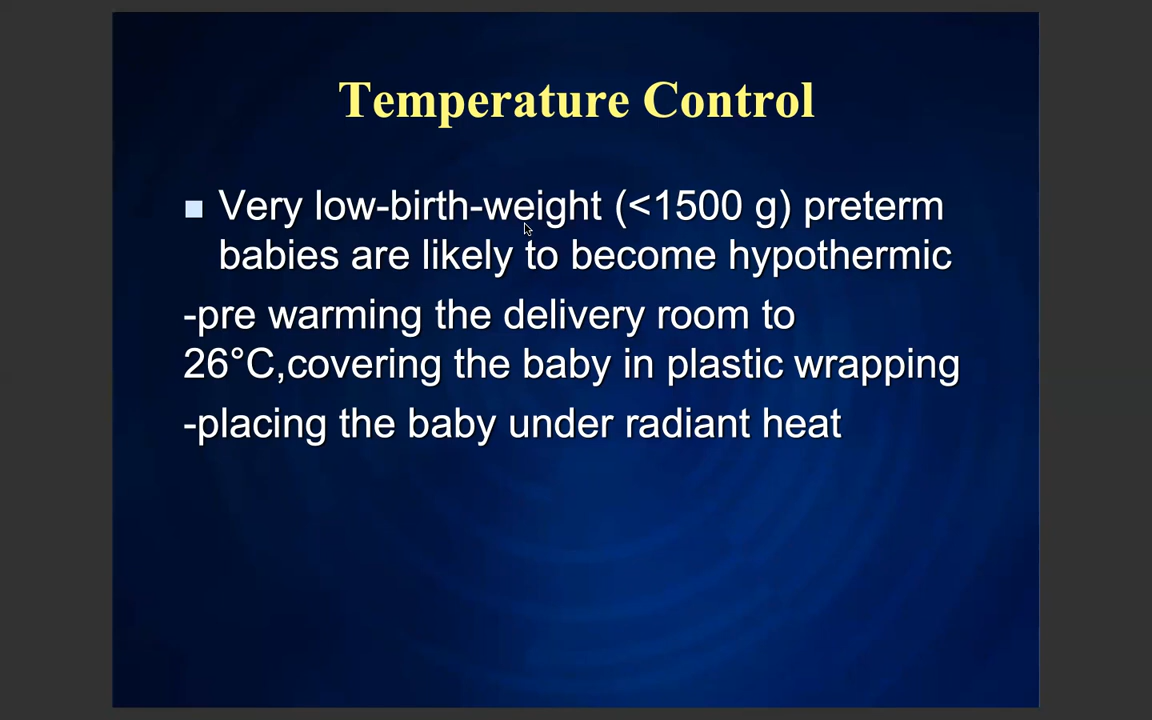 Temperature Control
Very low-birth-weight (<1500 g) preterm
babies are likely to become hypothermic
-pre warming the delivery room to
26°C,covering the baby in plastic wrapping
-placing the baby under radiant heat